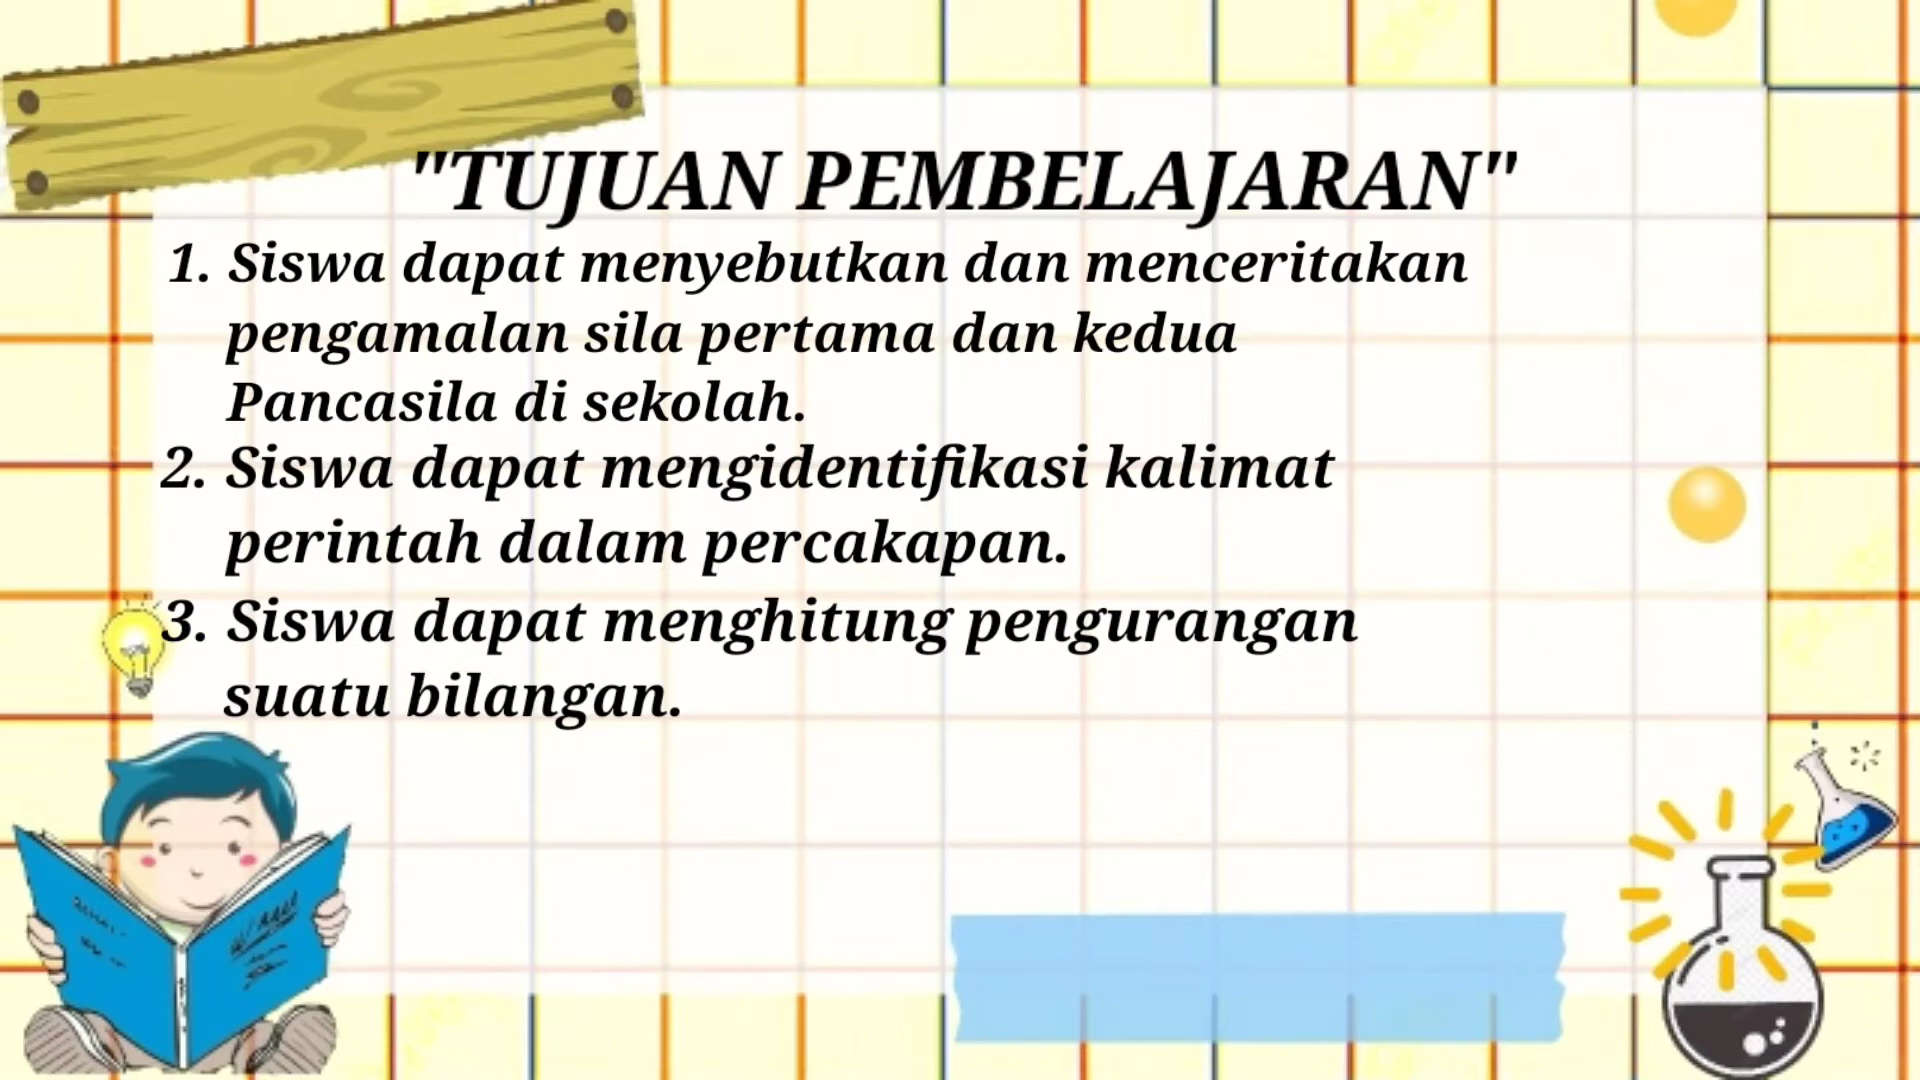 "TUJUAN PEMBELAJARAN"
1. Siswa dapat menyebutkan dan menceritakan
pengamalan sila pertama dan kedua
Pancasila di sekolah.
2. Siswa dapat mengidentifikasi kalimat
perintah dalam percakapan.
3. Siswa dapat menghitung pengurangan
suatu bilangan.